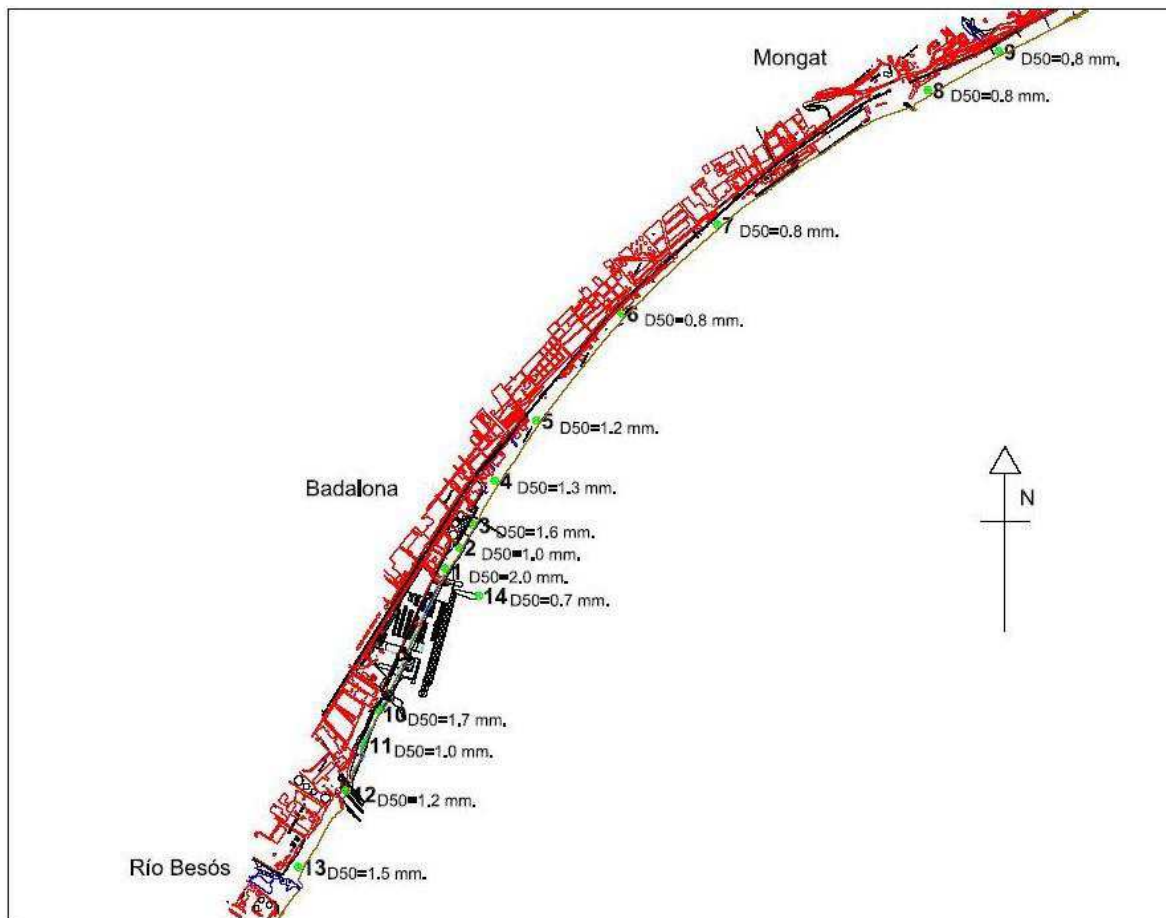 Mongat
9 D50=0.8 mm.
8 D50=0.8 mm.
7 D50=0.8 mm.
6 D50=0.8 mm.
5 D50=1.2 mm.
Badalona
4 D50=1.3 mm.
N
3 D50=1.6 mm.
2 D50=1.0 mm.
1 D50=2.0 mm.
14 D50=0.7 mm.
10 D50=1.7 mm.
11 D50=1.0 mm.
12 D50=1.2 mm.
Río Besós
13 D50=1.5 mm.